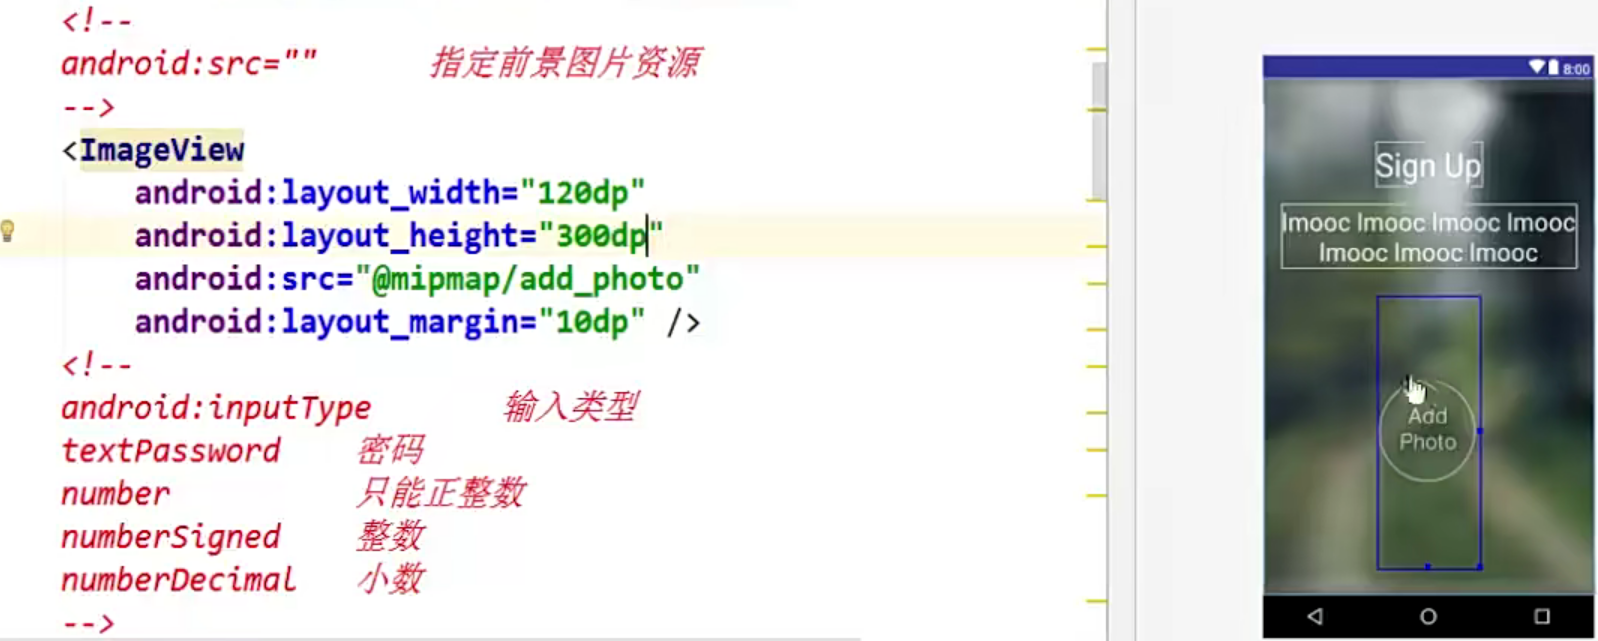 <!--
android:src=""    指定前景图片资源
-->
<ImageView
android:layout_width="120dp"
android:layout_height="300dp"
android:src="@mipmap/add_photo"
android:layout_margin="10dp" />
<!--
android:inputType    输入类型
textPassword    密码
number    只能正整数
numberSigned    整数
numberDecimal    小数
-->
8:00
Sign Up
Imooc Imooc Imooc Imooc
Imooc Imooc Imooc
Add
Photo